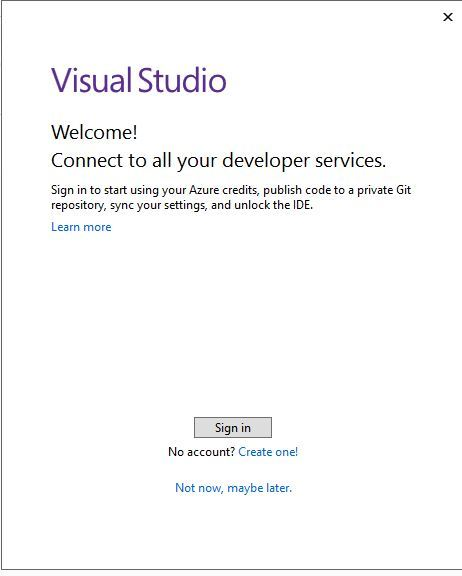 Visual Studio
Welcome!
Connect to all your developer services.
Sign in to start using your Azure credits, publish code to a private Git
repository, sync your settings, and unlock the IDE.
Learn more
Sign in
No account? Create one!
Not now, maybe later.